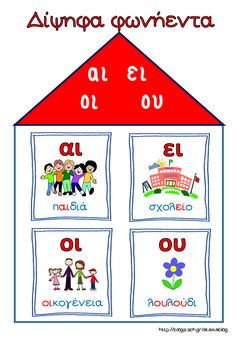 Δίψηφα φωνήεντα
αι ει
οι ου
αι
παιδιά
ει
σχολείο
οι
οικογένεια
ου
λουλούδι